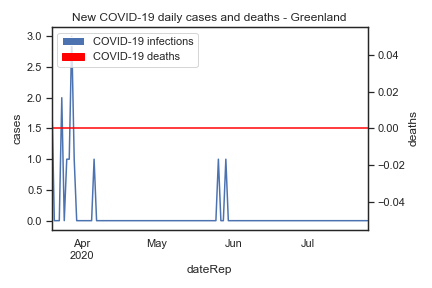 New COVID-19 daily cases and deaths - Greenland
COVID-19 infections
COVID-19 deaths
3.0
2.5
2.0
1.5
1.0
0.5
0.0
cases
0.04
0.02
0.00
−0.02
−0.04
deaths
Apr
2020
May
Jun
Jul
dateRep